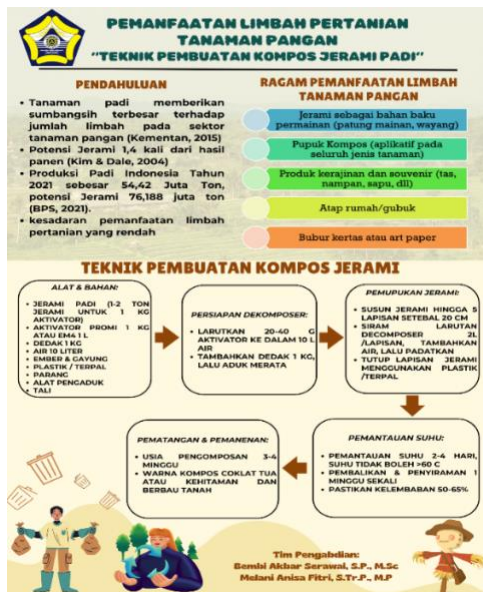 PEMANFAATAN LIMBAH PERTANIAN
TANAMAN PANGAN
"TEKNIK PEMBUATAN KOMPOS JERAMI PADI"
PENDAHULUAN
• Tanaman padi memberikan
sumbangsih terbesar terhadap
jumlah limbah pada sektor
tanaman pangan (Kementan, 2015)
• Potensi Jerami 1,4 kali dari hasil
panen (Kim & Dale, 2004)
• Produksi Padi Indonesia Tahun
2021 sebesar 54,42 Juta Ton,
potensi Jerami 76,188 juta ton
(BPS, 2021).
• kesadaran pemanfaatan limbah
pertanian yang rendah
RAGAM PEMANFAATAN LIMBAH
TANAMAN PANGAN
Jerami sebagai bahan baku
permainan (patung mainan, wayang)
Pupuk Kompos (aplikatif pada
seluruh jenis tanaman)
Produk kerajinan dan souvenir (tas,
nampan, sapu, dll)
Atap rumah/gubuk
Bubur kertas atau art paper
TEKNIK PEMBUATAN KOMPOS JERAMI
ALAT & BAHAN:
• JERAMI PADI (1-2 TON
JERAMI UNTUK 1 KG
AKTIVATOR)
• AKTIVATOR PROMI 1 KG
ATAU EM4 1 L
• DEDAK 1 KG
• AIR 10 LITER
• EMBER & GAYUNG
• PLASTIK / TERPAL
• PARANG
• ALAT PENGADUK
• TALI
PERSIAPAN DEKOMPOSER:
• LARUTKAN 20-40 G
AKTIVATOR KE DALAM 10 L
AIR
• TAMBAHKAN DEDAK 1 KG,
LALU ADUK MERATA
PEMUPUKAN JERAMI:
• SUSUN JERAMI HINGGA 5
LAPISAN SETEBAL 20 CM
• SIRAM LARUTAN
DECOMPOSER 2L
/LAPISAN, TAMBAHKAN
AIR, LALU PADATKAN
• TUTUP LAPISAN JERAMI
MENGGUNAKAN PLASTIK
/TERPAL
PEMANTAUAN SUHU:
• PEMANTAUAN SUHU 2-4 HARI,
SUHU TIDAK BOLEH >60 C
• PEMBALIKAN & PENYIRAMAN 1
MINGGU SEKALI
• PASTIKAN KELEMBABAN 50-65%
PEMATANGAN & PEMANENAN:
• USIA PENGOMPOSAN 3-4
MINGGU
• WARNA KOMPOS COKLAT TUA
ATAU KEHITAMAN DAN
BERBAU TANAH
Tim Pengabdian:
Bembi Akbar Serawai, S.P., M.Sc
Melani Anisa Fitri, S.Tr.P., M.P